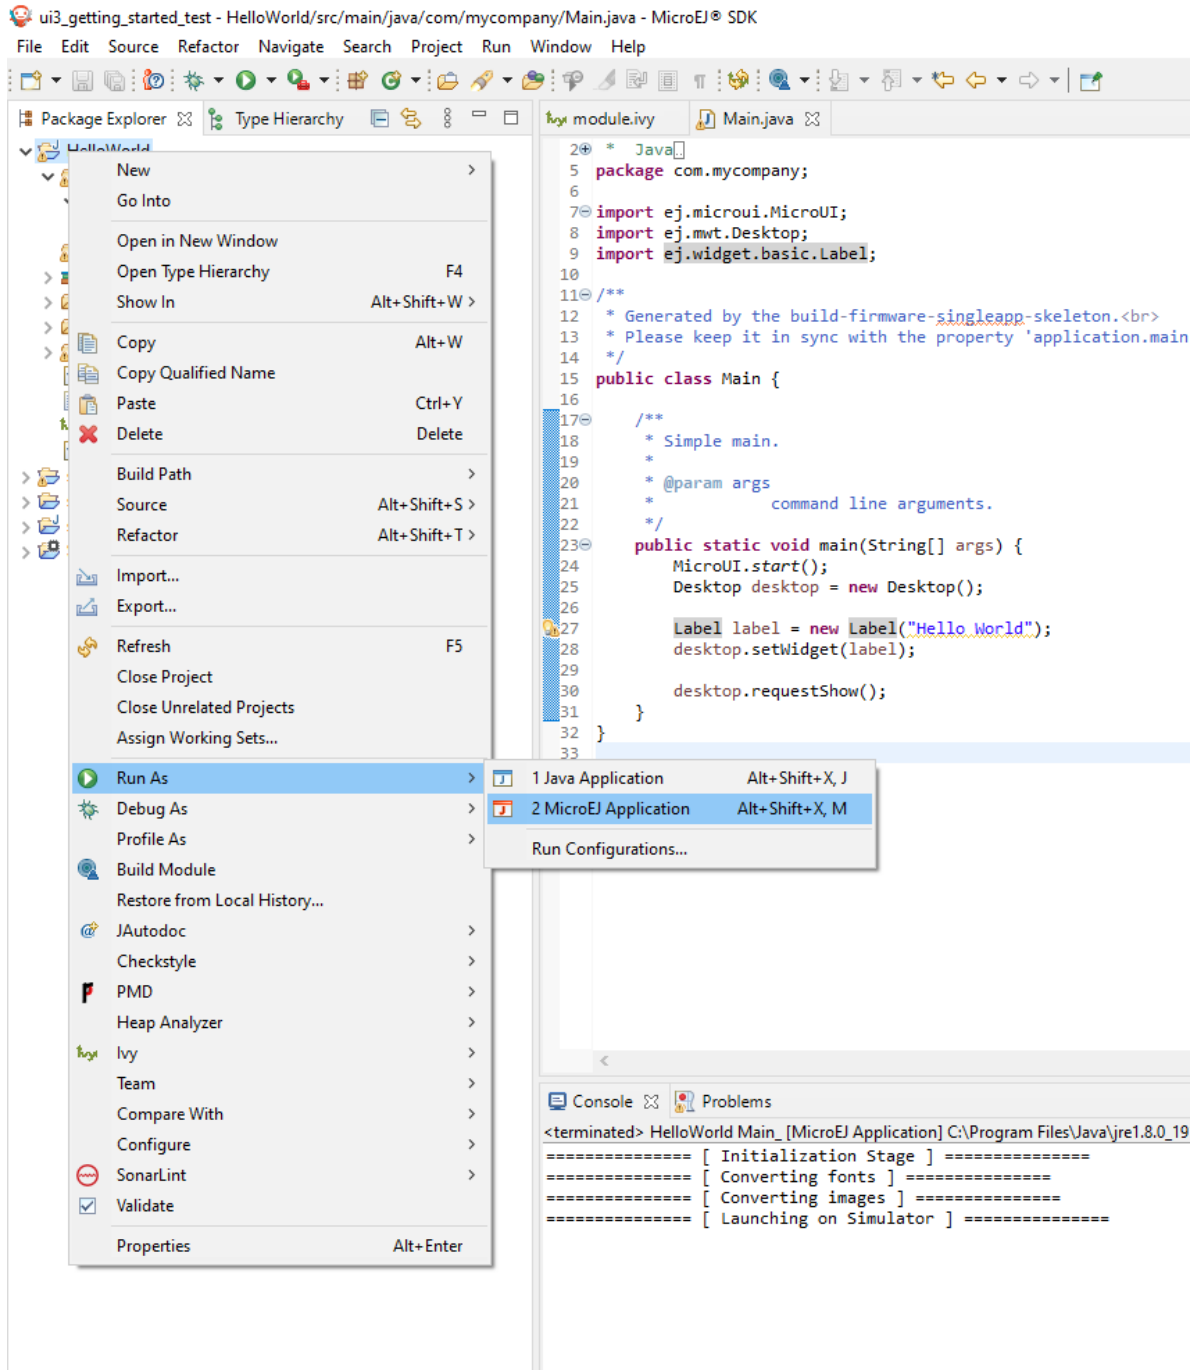 ui3_getting_started_test - HelloWorld/src/main/java/com/mycompany/Main.java - MicroEJ® SDK
File Edit Source Refactor Navigate Search Project Run Window Help
Package Explorer Type Hierarchy
HelloWorld
New
Go Into
Open in New Window
Open Type Hierarchy F4
Show In Alt+Shift+W >
Copy Alt+W
Copy Qualified Name
Paste Ctrl+Y
Delete Delete
Build Path >
Source Alt+Shift+S >
Refactor Alt+Shift+T >
Import...
Export...
Refresh F5
Close Project
Close Unrelated Projects
Assign Working Sets...
Run As >
Debug As >
Profile As >
Build Module
Restore from Local History...
JAutodoc >
Checkstyle >
PMD >
Heap Analyzer >
Ivy >
Team >
Compare With >
Configure >
SonarLint >
Validate
Properties Alt+Enter
1 Java Application Alt+Shift+X, J
2 MicroEJ Application Alt+Shift+X, M
Run Configurations...
module.ivy Main.java
2 * Java..
5 package com.mycompany;
6
7 import ej.microui.MicroUI;
8 import ej.mwt.Desktop;
9 import ej.widget.basic.Label;
10
11 /**
12 * Generated by the build-firmware-singleapp-skeleton.<br>
13 * Please keep it in sync with the property 'application.main
14 */
15 public class Main {
16
17 /**
18 * Simple main.
19 *
20 * @param args
21 * command line arguments.
22 */
23 public static void main(String[] args) {
24 MicroUI.start();
25 Desktop desktop = new Desktop();
26
27 Label label = new Label("Hello World");
28 desktop.setWidget(label);
29
30 desktop.requestShow();
31 }
32 }
33
Console Problems
<terminated> HelloWorld Main_ [MicroEJ Application] C:\Program Files\Java\jre1.8.0_19
=============== [ Initialization Stage ] ===============
=============== [ Converting fonts ] ===============
=============== [ Converting images ] ===============
=============== [ Launching on Simulator ] ===============